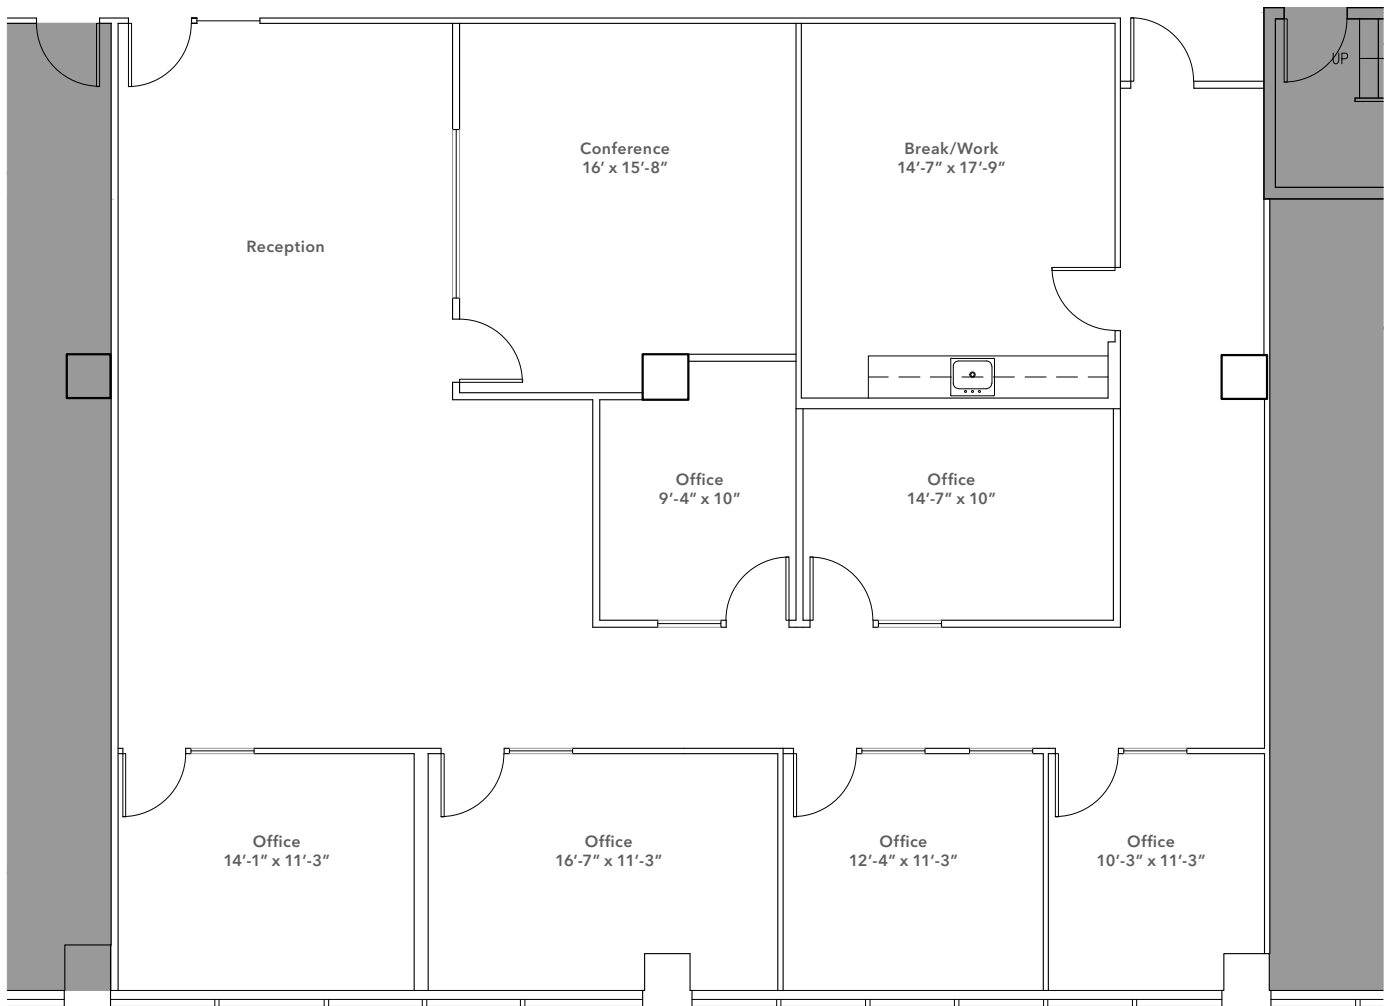 UP
Conference
16’ x 15’-8”
Break/Work
14’-7” x 17’-9”
Reception
Office
9’-4” x 10”
Office
14’-7” x 10”
Office
14’-1” x 11’-3”
Office
16’-7” x 11’-3”
Office
12’-4” x 11’-3”
Office
10’-3” x 11’-3”